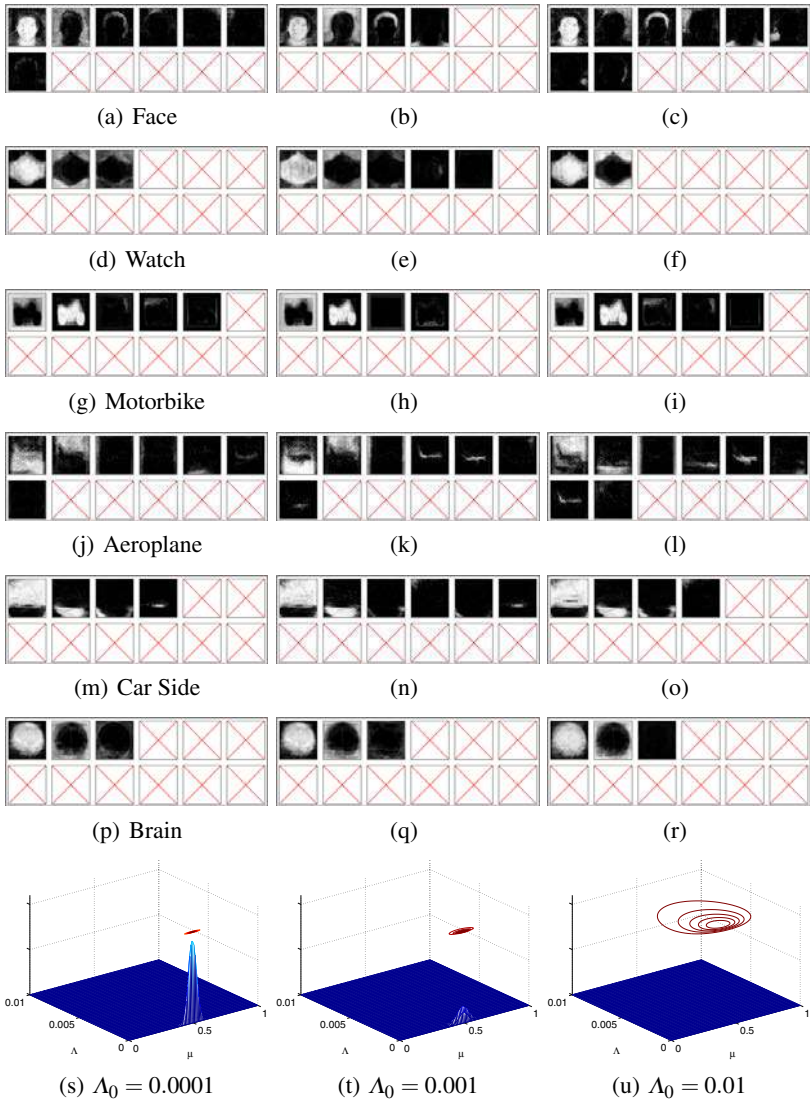 (a) Face (b) (c)
(d) Watch (e) (f)
(g) Motorbike (h) (i)
(j) Aeroplane (k) (l)
(m) Car Side (n) (o)
(p) Brain (q) (r)
0.01 0.005 0 Λ 0 0.5 1 μ
0.01 0.005 0 Λ 0 0.5 1 μ
0.01 0.005 0 Λ 0 0.5 1 μ
(s) Λ0 = 0.0001 (t) Λ0 = 0.001 (u) Λ0 = 0.01